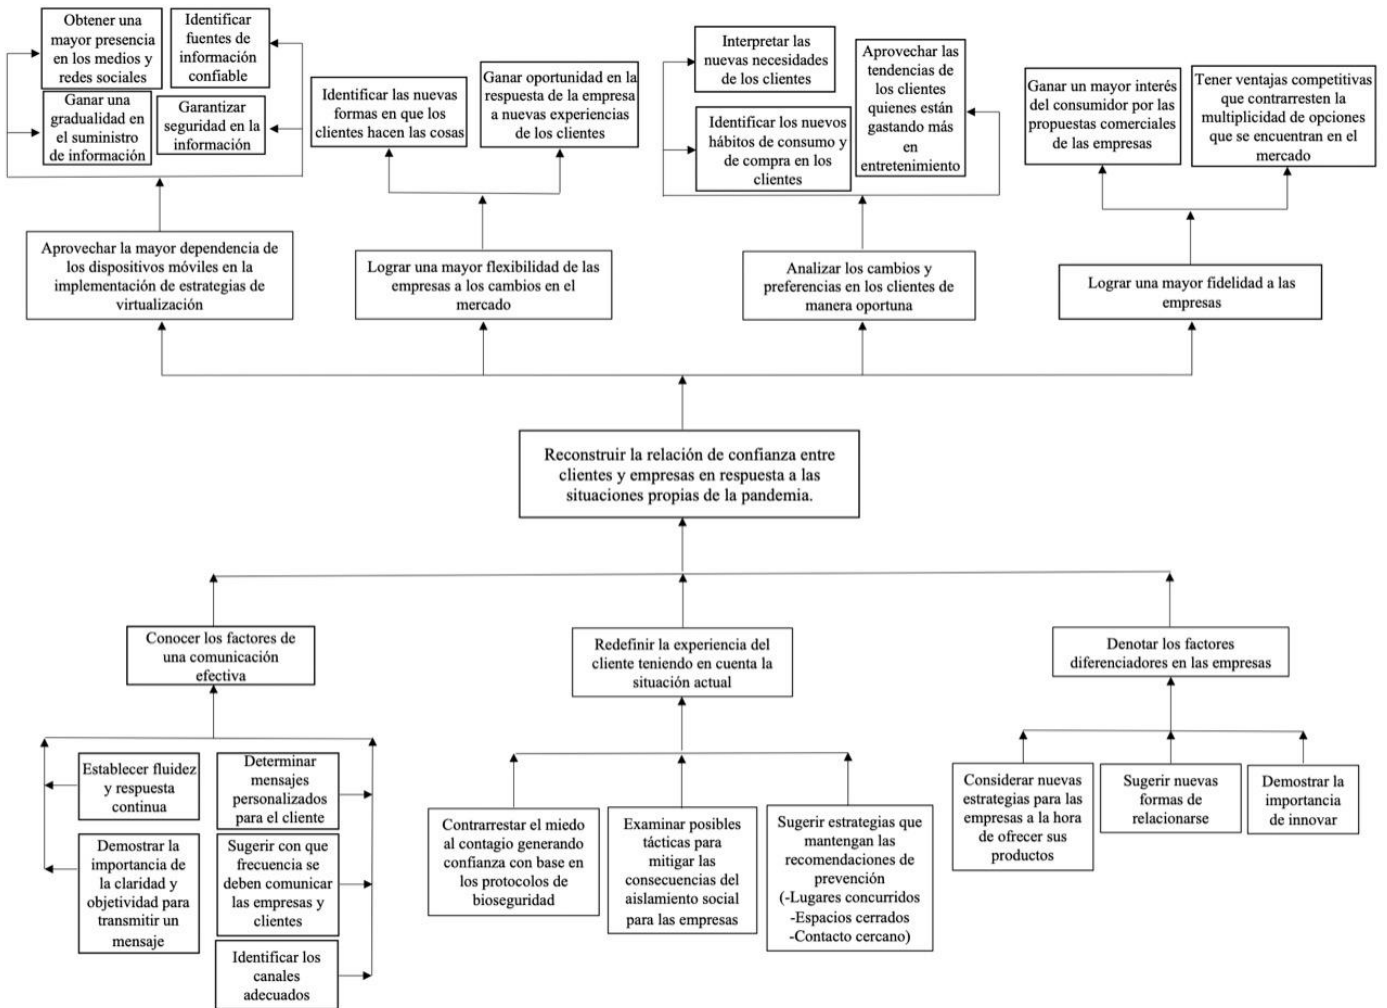 Obtener una
mayor presencia
en los medios y
redes sociales
Identificar
fuentes de
información
confiable
Ganar una
gradualidad en
el suministro
de información
Garantizar
seguridad en la
información
Identificar las nuevas
formas en que los
clientes hacen las cosas
Ganar oportunidad en la
respuesta de la empresa
a nuevas experiencias
de los clientes
Interpretar las
nuevas necesidades
de los clientes
Identificar los nuevos
hábitos de consumo y
de compra en los
clientes
Aprovechar las
tendencias de
los clientes
quienes están
gastando más
en
entretenimiento
Ganar un mayor interés
del consumidor por las
propuestas comerciales
de las empresas
Tener ventajas competitivas
que contrarresten la
multiplicidad de opciones
que se encuentran en el
mercado
Aprovechar la mayor dependencia de
los dispositivos móviles en la
implementación de estrategias de
virtualización
Lograr una mayor flexibilidad de las
empresas a los cambios en el
mercado
Analizar los cambios y
preferencias en los clientes de
manera oportuna
Lograr una mayor fidelidad a las
empresas
Reconstruir la relación de confianza entre
clientes y empresas en respuesta a las
situaciones propias de la pandemia.
Conocer los factores de
una comunicación
efectiva
Redefinir la experiencia del
cliente teniendo en cuenta la
situación actual
Denotar los factores
diferenciadores en las empresas
Establecer fluidez
y respuesta
continua
Demostrar la
importancia de
la claridad y
objetividad para
transmitir un
mensaje
Determinar
mensajes
personalizados
para el cliente
Sugerir con que
frecuencia se
deben comunicar
las empresas y
clientes
Identificar los
canales
adecuados
Contrarrestar el miedo
al contagio generando
confianza con base en
los protocolos de
bioseguridad
Examinar posibles
tácticas para
mitigar las
consecuencias del
aislamiento social
para las empresas
Sugerir estrategias que
mantengan las
recomendaciones de
prevención
(-Lugares concurridos
-Espacios cerrados
-Contacto cercano)
Considerar nuevas
estrategias para las
empresas a la hora
de ofrecer sus
productos
Sugerir nuevas
formas de
relacionarse
Demostrar la
importancia
de innovar